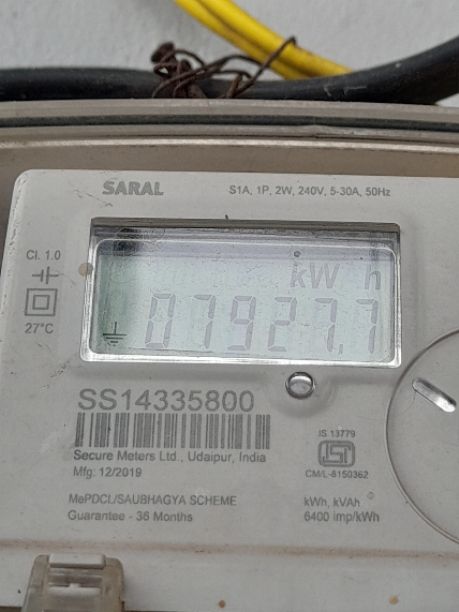 SARAL
S1A, 1P, 2W, 240V, 5-30A, 50Hz
Cl. 1.0
27°C
kW h
07927.7
SS14335800
Secure Meters Ltd., Udaipur, India
Mfg: 12/2019
IS 13779
CM/L-8150362
MePDCL/SAUBHAGYA SCHEME
Guarantee - 36 Months
kWh, kVAh
6400 imp/kWh